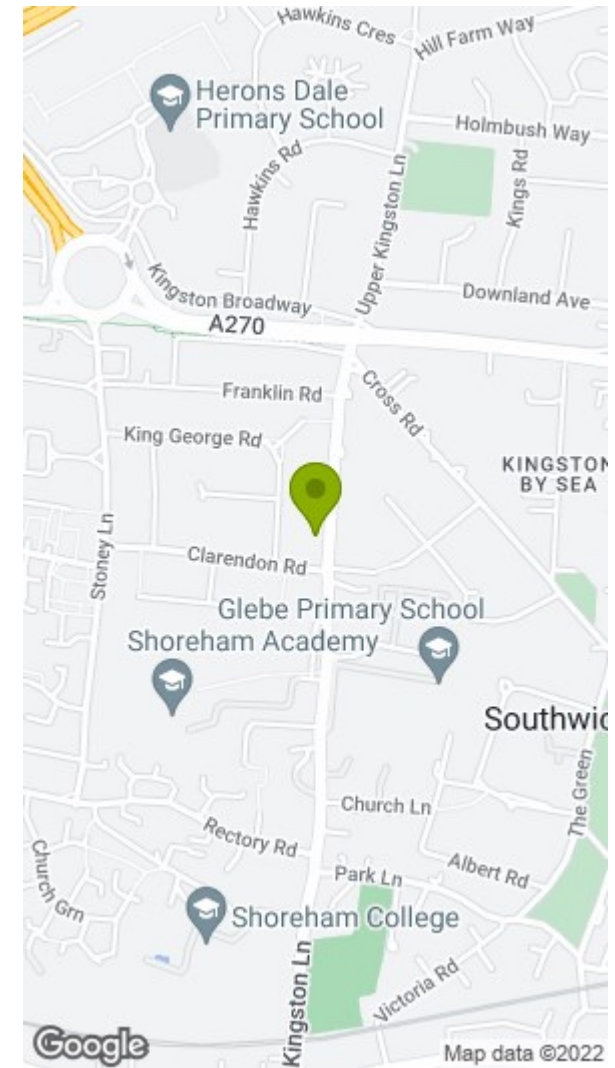 Hawkins Cres
Hill Farm Way
Herons Dale
Primary School
Holmbush Way
Hawkins Rd
Kings Rd
Upper Kingston Ln
Kingston Broadway
Downland Ave
A270
Franklin Rd
Cross Rd
King George Rd
KINGSTON
BY SEA
Stoney Ln
Clarendon Rd
Glebe Primary School
Shoreham Academy
Southwic
The Green
Church Ln
Rectory Rd
Albert Rd
Park Ln
Church Grn
Shoreham College
Kingston Ln
Victoria Rd
Google
Map data ©2022